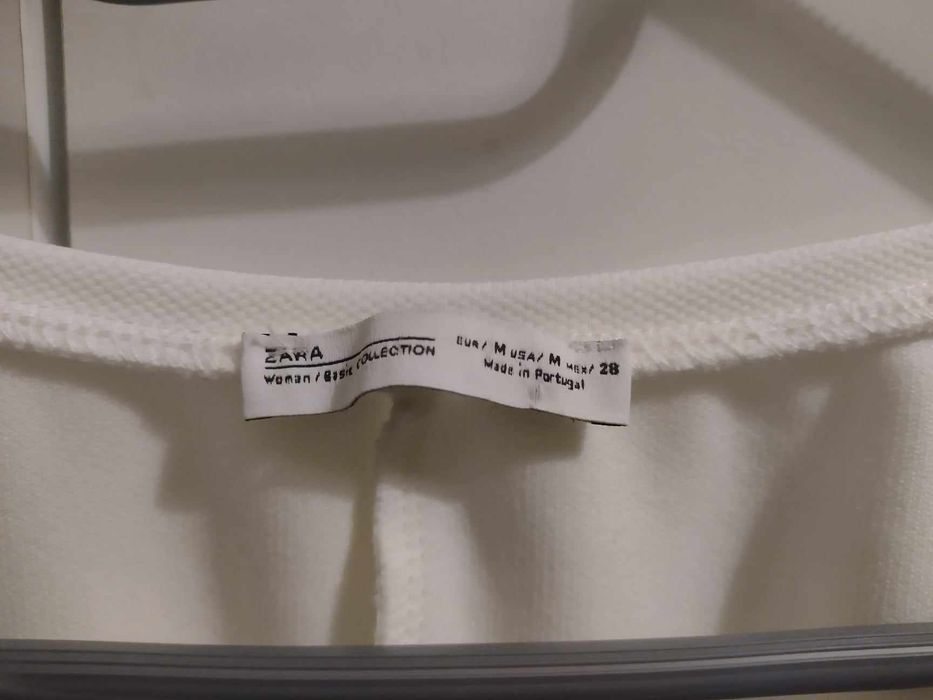 ZARA
Woman / Basic COLLECTION
EUR/ M USA/ M MEX/ 28
Made in Portugal